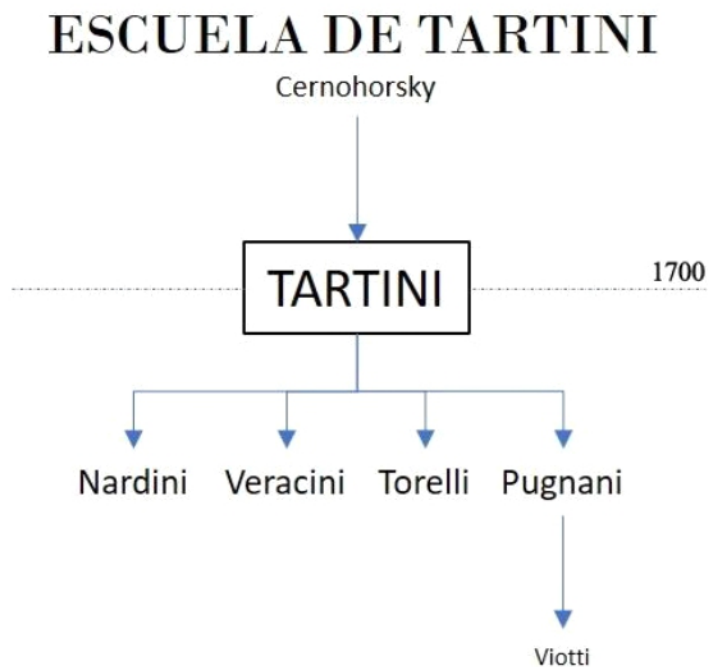 ESCUELA DE TARTINI
Cernohorsky
TARTINI
1700
Nardini Veracini Torelli Pugnani
Viotti